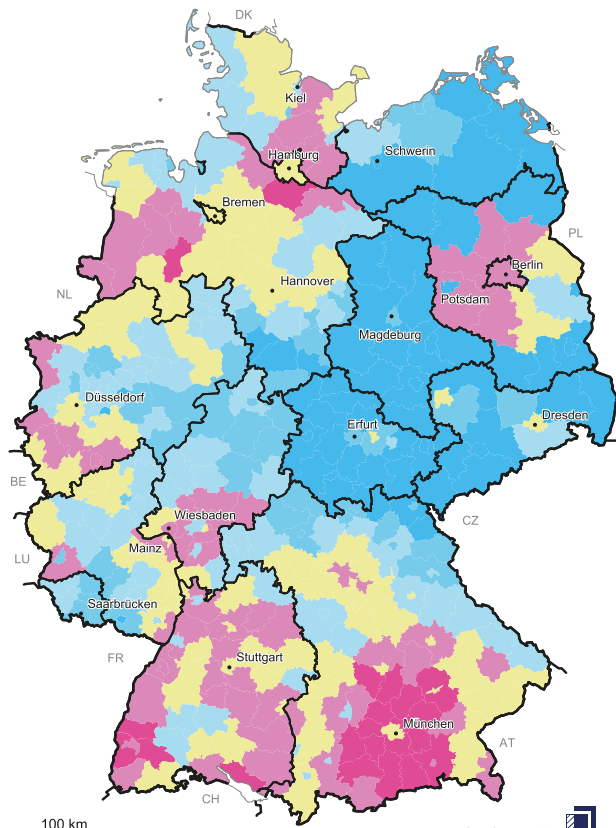 DK
Kiel
Hamburg
Schwerin
Bremen
PL
Berlin
NL
Hannover
Potsdam
Magdeburg
Düsseldorf
Dresden
Erfurt
BE
Wiesbaden
CZ
Mainz
LU
Saarbrücken
FR
Stuttgart
München
AT
CH
100 km